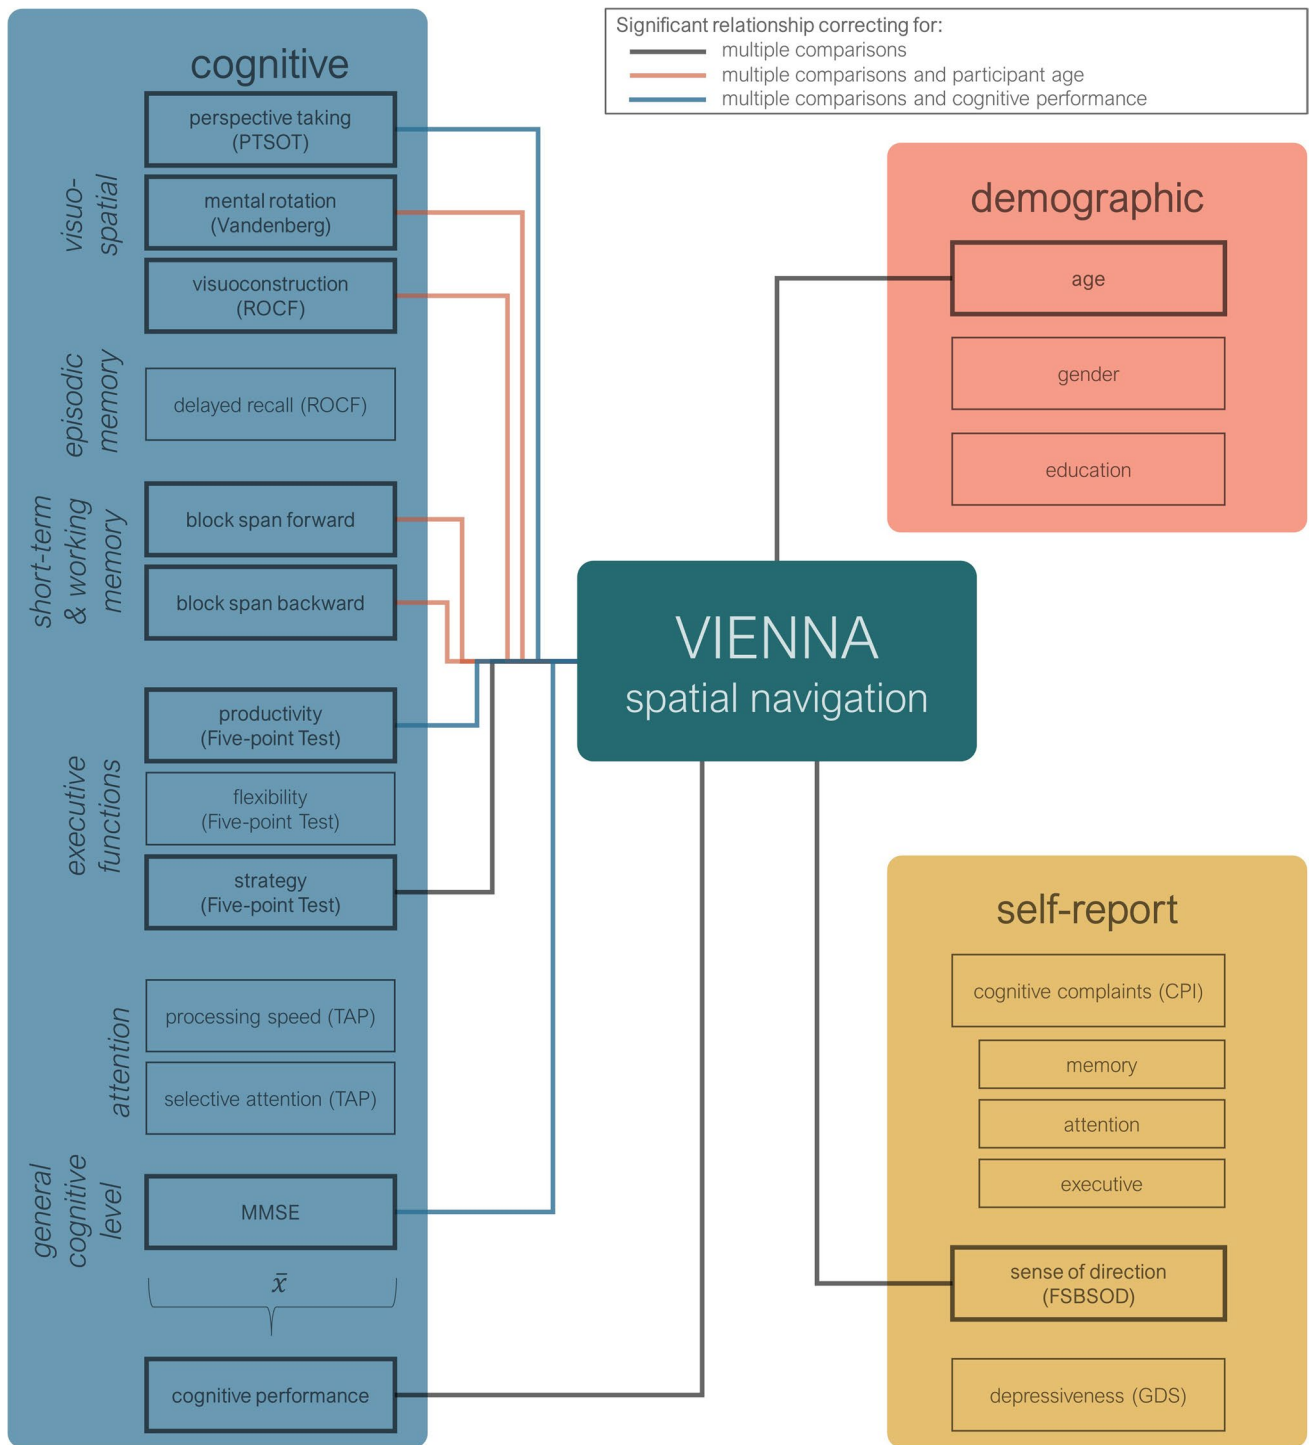 Significant relationship correcting for:
multiple comparisons
multiple comparisons and participant age
multiple comparisons and cognitive performance
cognitive
visuo-
spatial
perspective taking
(PTSOT)
mental rotation
(Vandenberg)
visuoconstruction
(ROCF)
episodic
memory
delayed recall (ROCF)
short-term
& working
memory
block span forward
block span backward
executive
functions
productivity
(Five-point Test)
flexibility
(Five-point Test)
strategy
(Five-point Test)
attention
processing speed (TAP)
selective attention (TAP)
general
cognitive
level
MMSE
x̄
cognitive performance
VIENNA
spatial navigation
demographic
age
gender
education
self-report
cognitive complaints (CPI)
memory
attention
executive
sense of direction
(FSBSOD)
depressiveness (GDS)